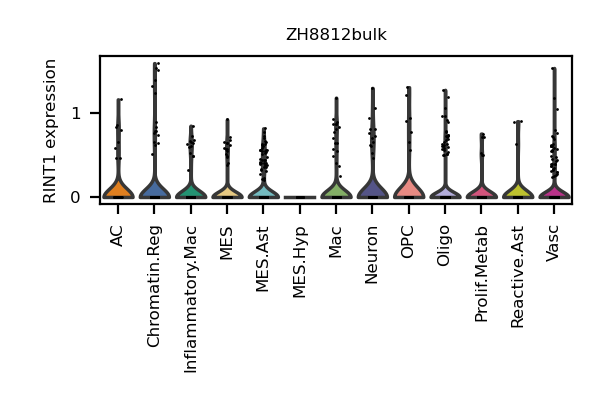 ZH8812bulk
RINT1 expression
1
0
AC
Chromatin.Reg
Inflammatory.Mac
MES
MES.Ast
MES.Hyp
Mac
Neuron
OPC
Oligo
Prolif.Metab
Reactive.Ast
Vasc